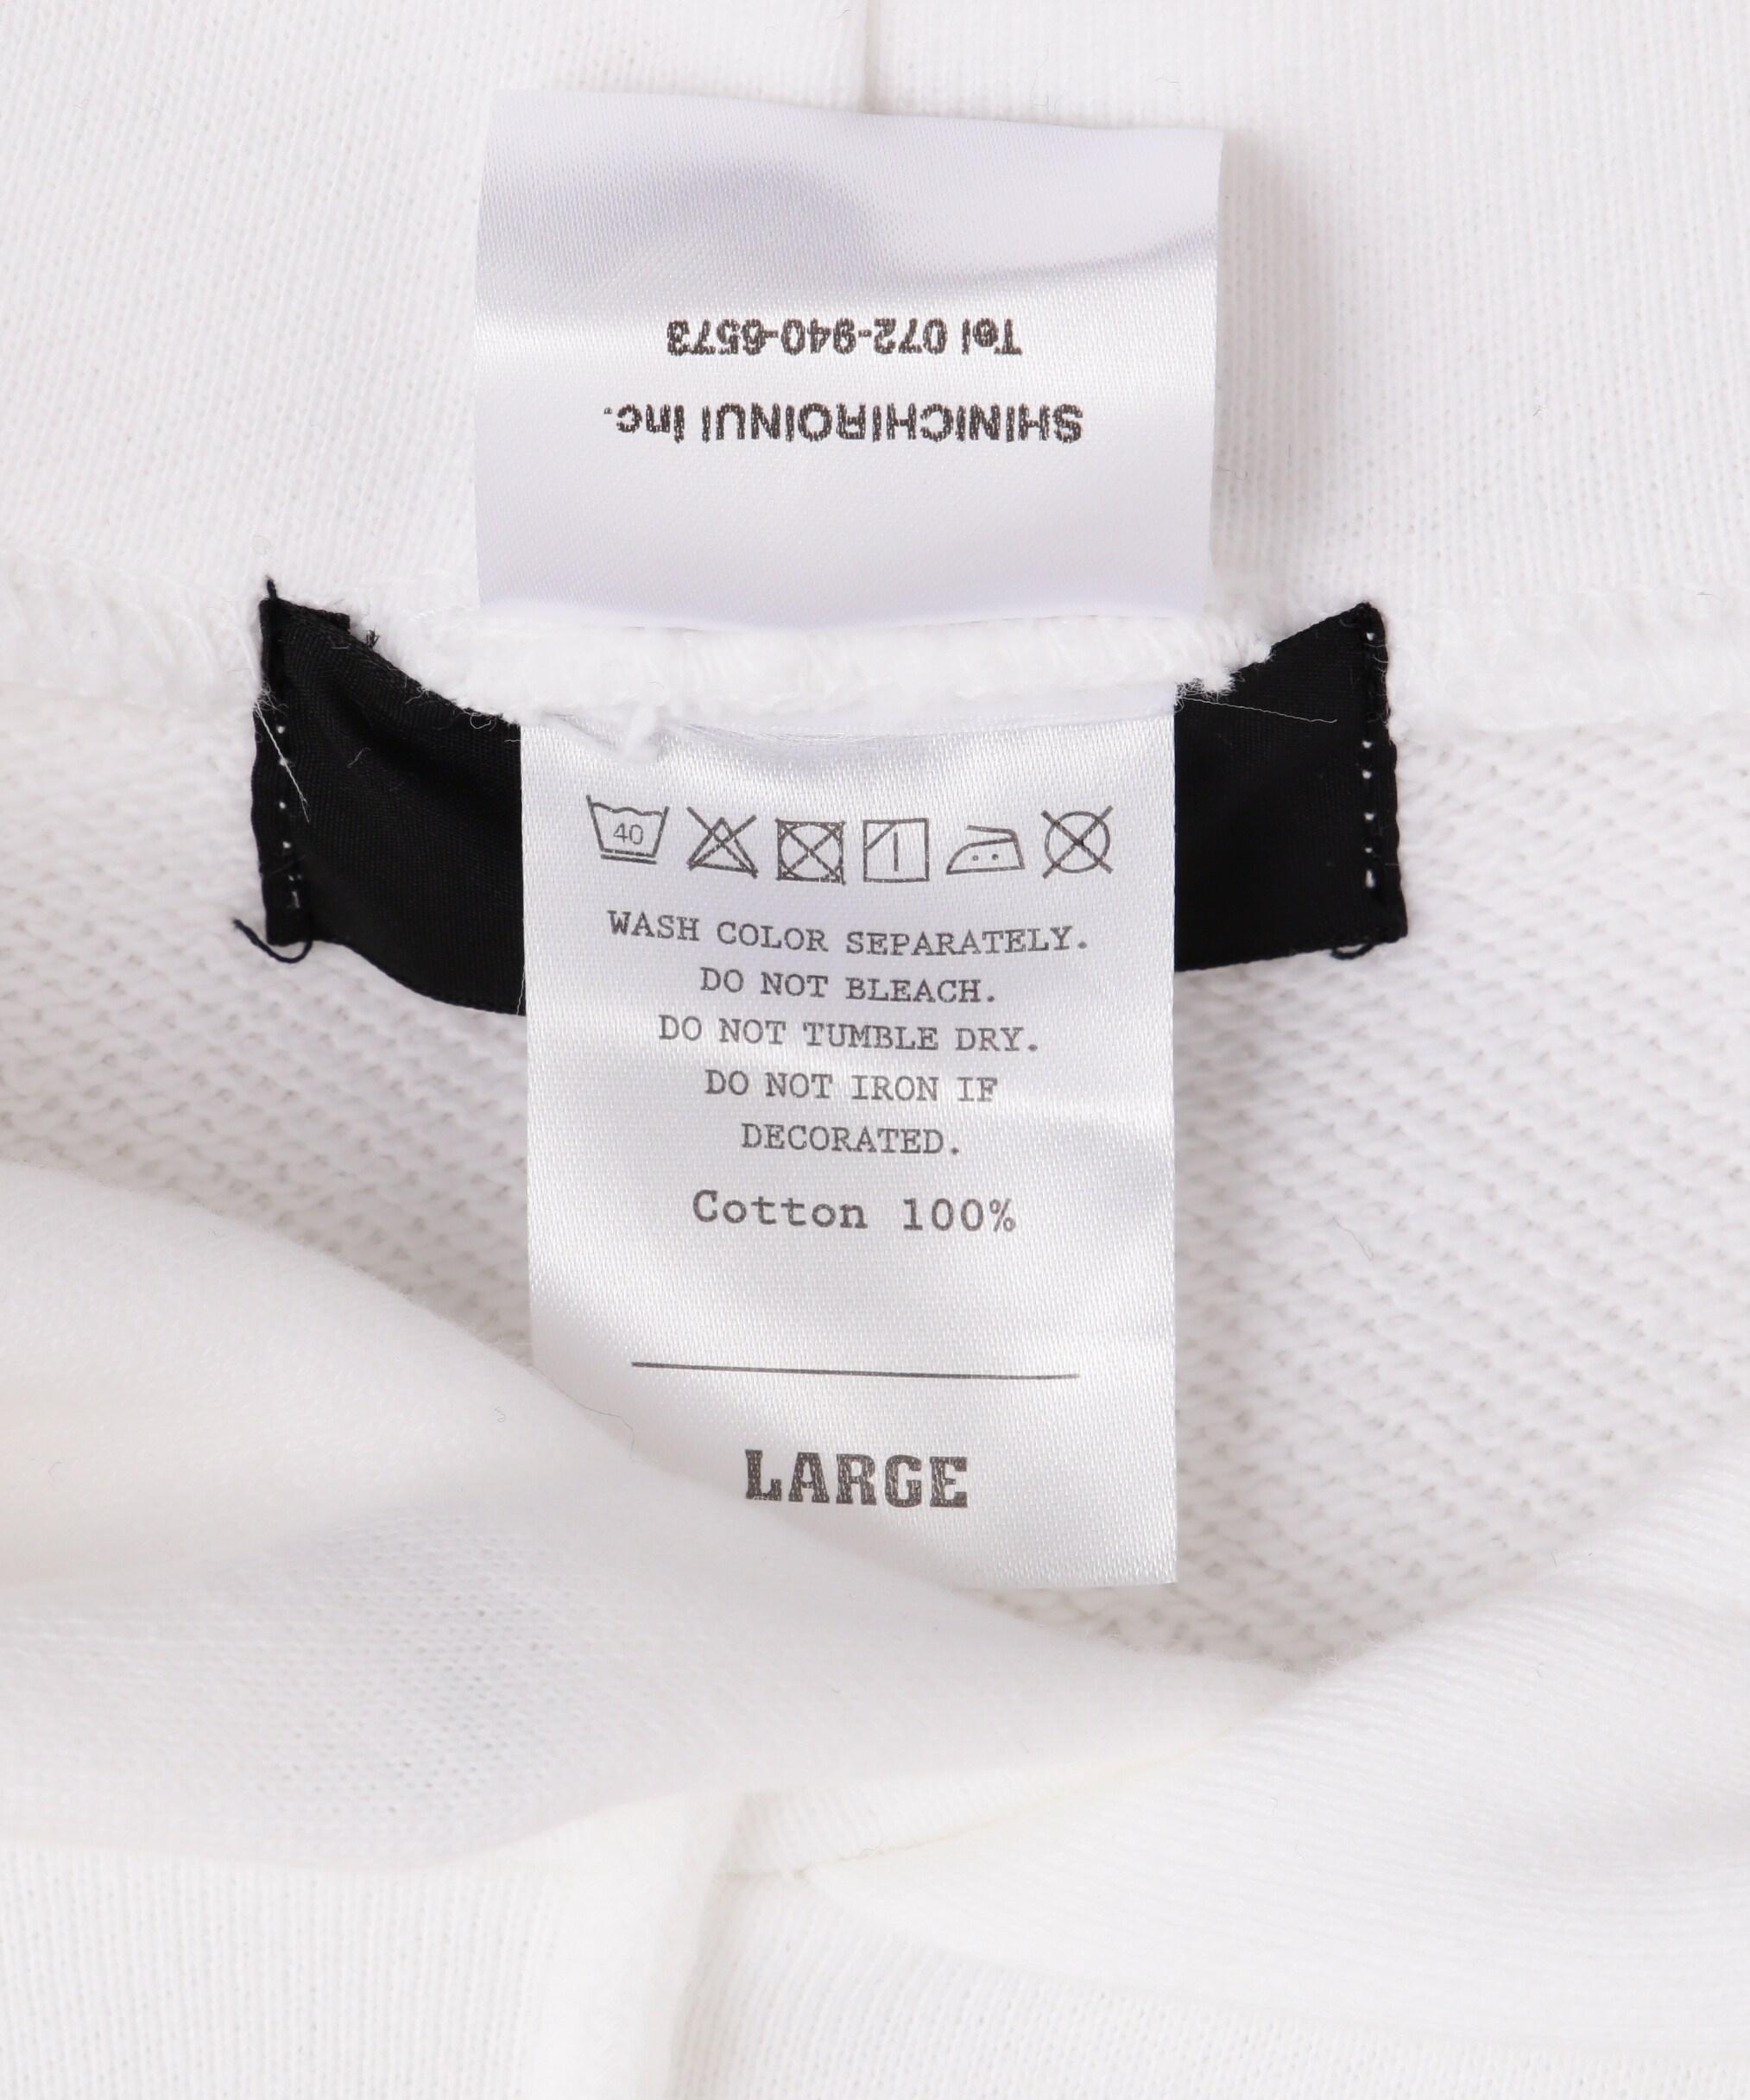 Tel 072-940-6573
SHINICHIROINUI Inc.
40
WASH COLOR SEPARATELY.
DO NOT BLEACH.
DO NOT TUMBLE DRY.
DO NOT IRON IF
DECORATED.
Cotton 100%
LARGE